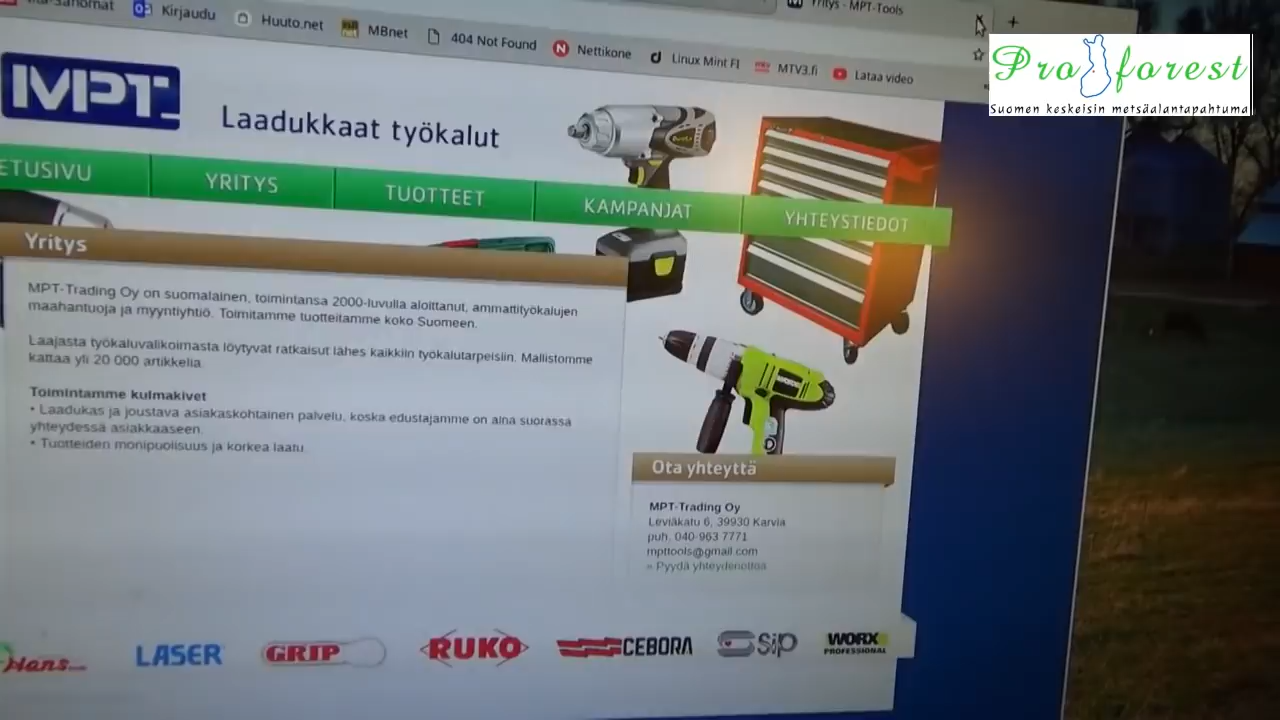 Yritys - MPT-Tools
Kirjaudu
Huuto.net
MBnet
404 Not Found
Nettikone
Linux Mint FI
MTV3.fi
Lataa video
Pro forest
Suomen keskeisin metsäalantapahtuma
MPT
Laadukkaat työkalut
ETUSIVU
YRITYS
TUOTTEET
KAMPANJAT
YHTEYSTIEDOT
Yritys
MPT-Trading Oy on suomalainen, toimintansa 2000-luvulla aloittanut, ammattityökalujen
maahantuoja ja myyntiyhtiö. Toimitamme tuotteitamme koko Suomeen.
Laajasta työkaluvalikoimasta löytyvät ratkaisut lähes kaikkiin työkalutarpeisiin. Mallistomme
kattaa yli 20 000 artikkelia.
Toimintamme kulmakivet
• Laadukas ja joustava asiakaskohtainen palvelu, koska edustajamme on aina suorassa
yhteydessä asiakkaaseen.
• Tuotteiden monipuolisuus ja korkea laatu.
Ota yhteyttä
MPT-Trading Oy
Leviäkatu 6, 39930 Karvia
puh. 040-963 7771
mpttools@gmail.com
» Pyydä yhteydenottoa
Hans
LASER
GRIP
RUKO
CEBORA
Sip
WORX
PROFESSIONAL